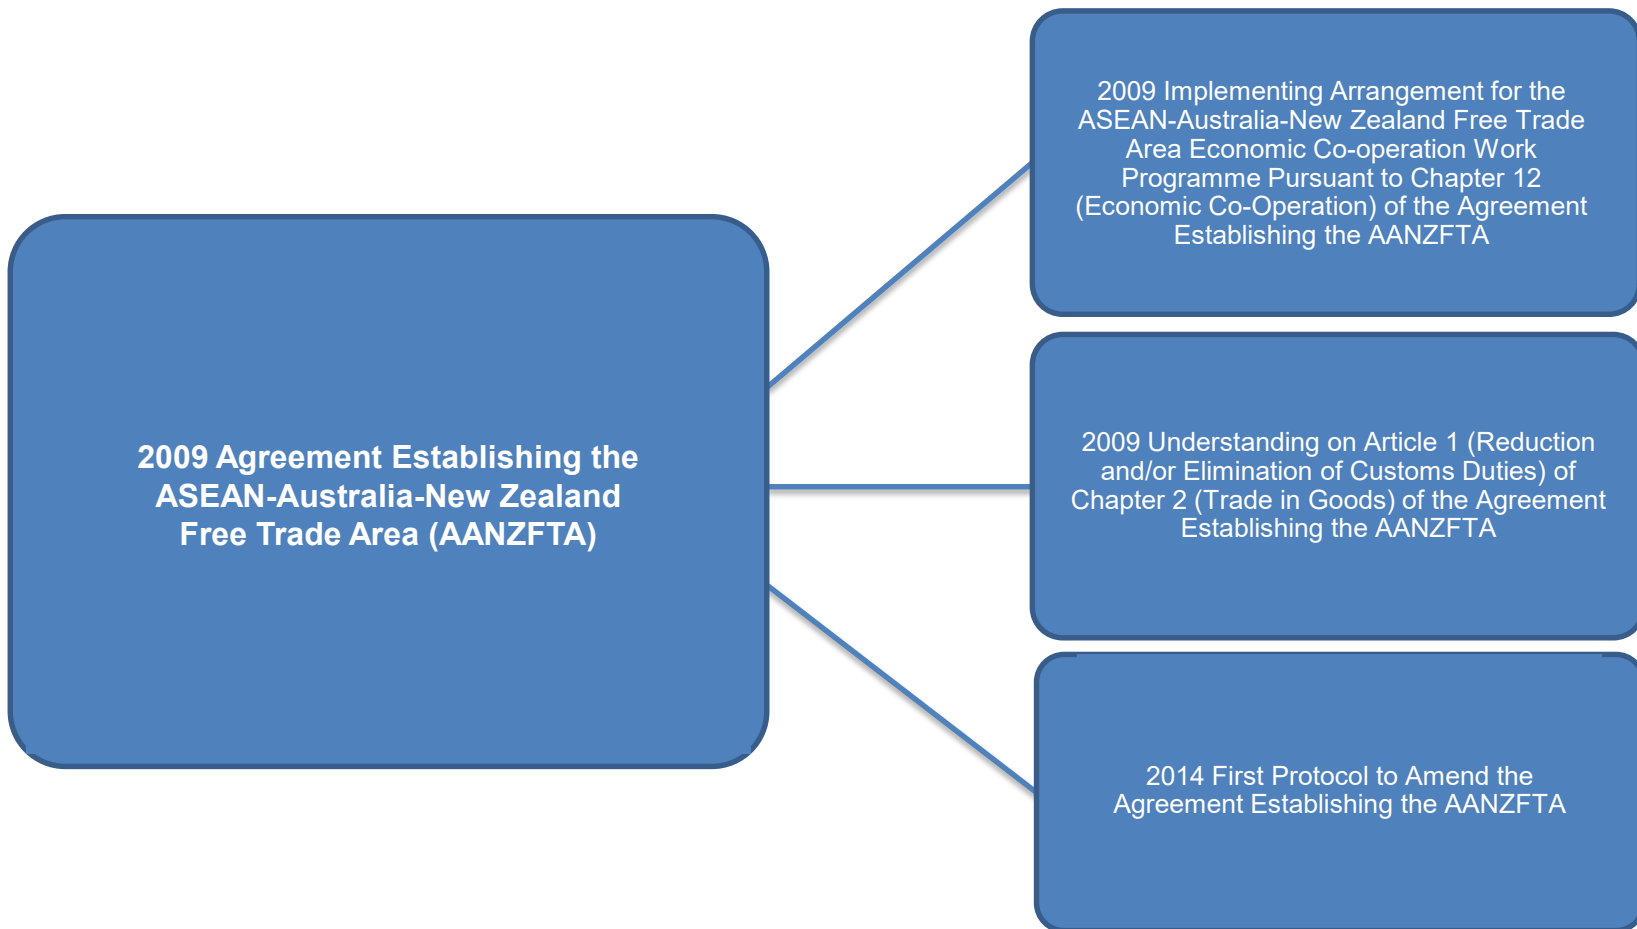 2009 Agreement Establishing the
ASEAN-Australia-New Zealand
Free Trade Area (AANZFTA)
2009 Implementing Arrangement for the
ASEAN-Australia-New Zealand Free Trade
Area Economic Co-operation Work
Programme Pursuant to Chapter 12
(Economic Co-Operation) of the Agreement
Establishing the AANZFTA
2009 Understanding on Article 1 (Reduction
and/or Elimination of Customs Duties) of
Chapter 2 (Trade in Goods) of the Agreement
Establishing the AANZFTA
2014 First Protocol to Amend the
Agreement Establishing the AANZFTA